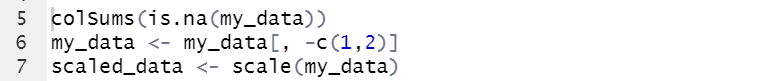 5 colSums(is.na(my_data))
6 my_data <- my_data[, -c(1,2)]
7 scaled_data <- scale(my_data)